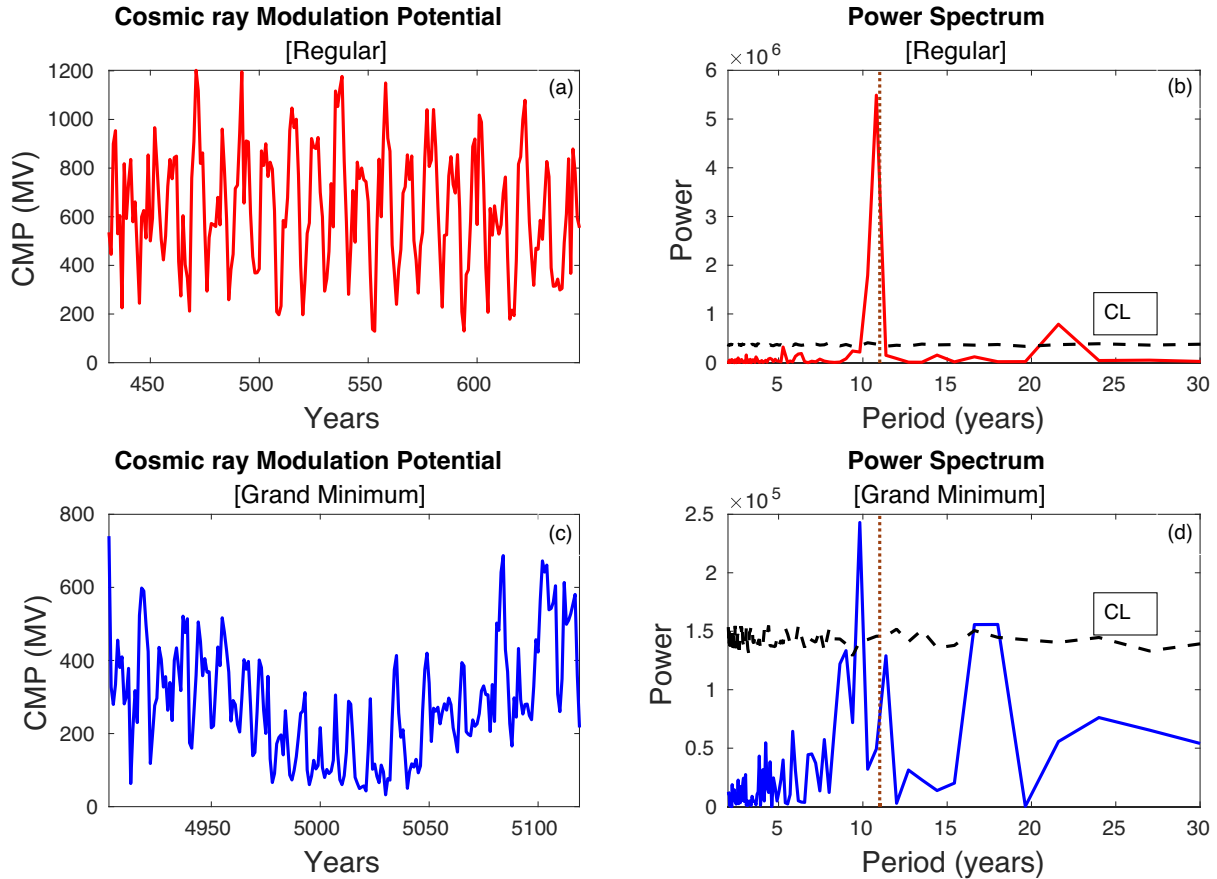 Cosmic ray Modulation Potential
[Regular]
(a)
1200
1000
800
600
400
200
0
CMP (MV)
450 500 550 600
Years
Power Spectrum
[Regular]
×10^6
(b)
6
5
4
3
2
1
0
Power
CL
5 10 15 20 25 30
Period (years)
Cosmic ray Modulation Potential
[Grand Minimum]
(c)
800
600
400
200
0
CMP (MV)
4950 5000 5050 5100
Years
Power Spectrum
[Grand Minimum]
×10^5
(d)
2.5
2
1.5
1
0.5
0
Power
CL
5 10 15 20 25 30
Period (years)